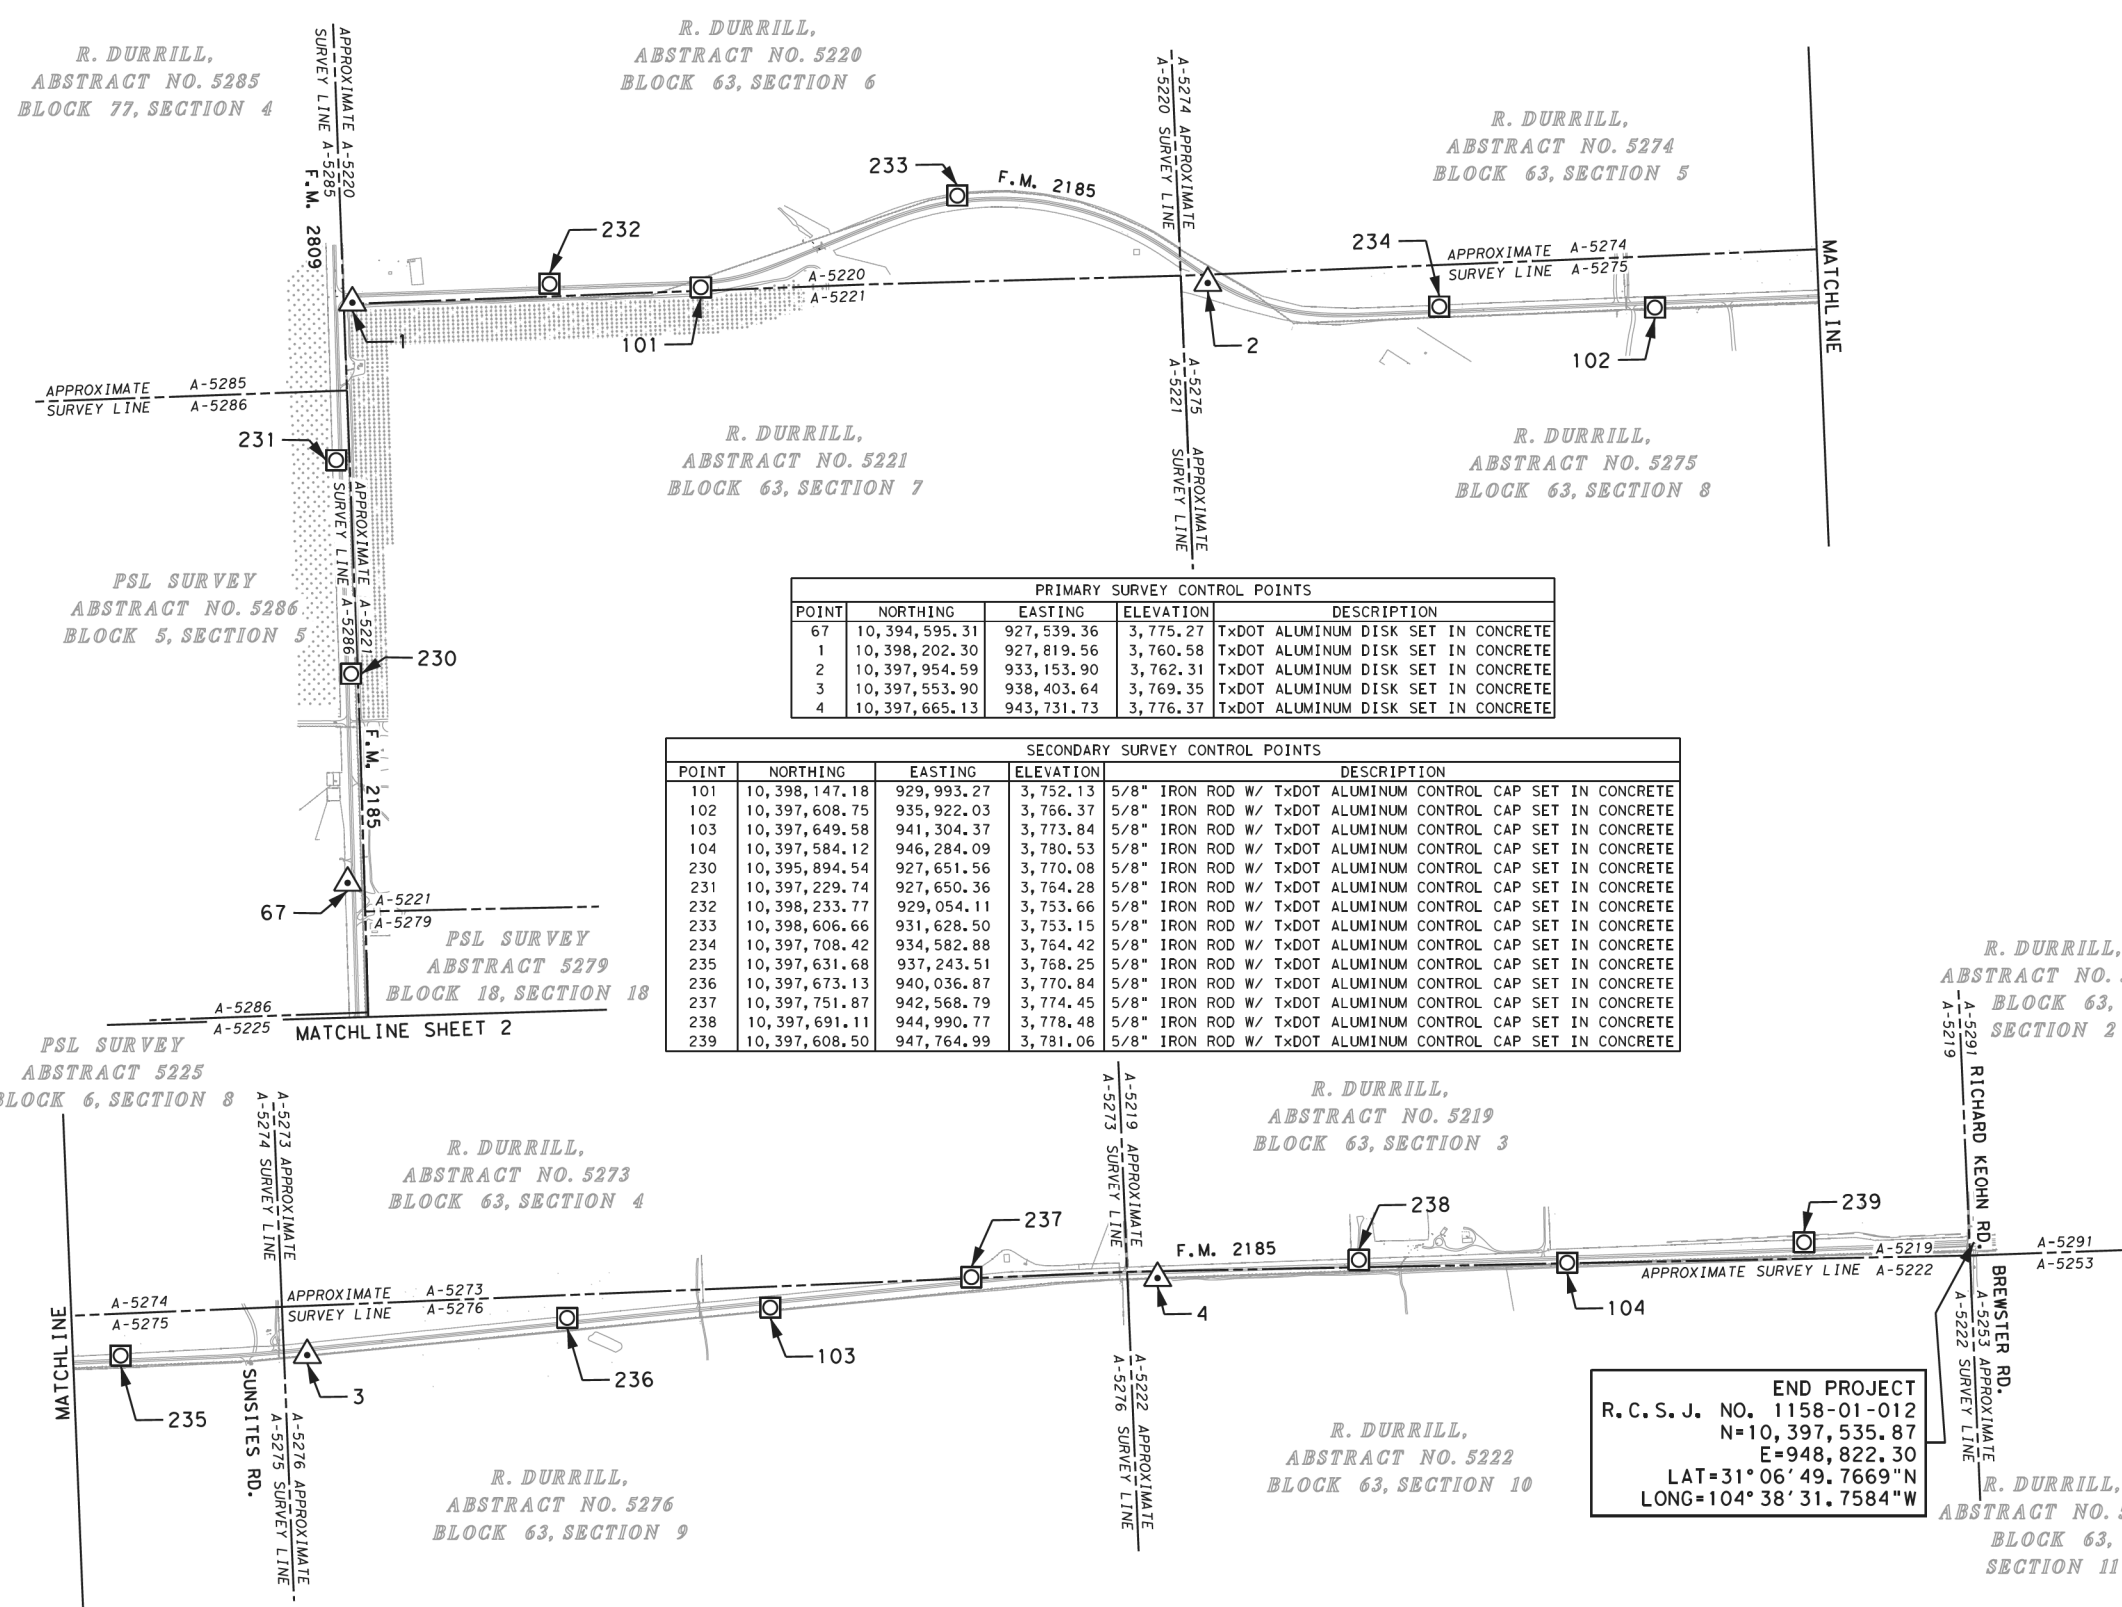 R. DURRILL,
ABSTRACT NO. 5285
BLOCK 77, SECTION 4
APPROXIMATE A-5220
SURVEY LINE A-5285
F.M. 2809
R. DURRILL,
ABSTRACT NO. 5220
BLOCK 63, SECTION 6
A-5274 APPROXIMATE
A-5220 SURVEY LINE
R. DURRILL,
ABSTRACT NO. 5274
BLOCK 63, SECTION 5
233
F.M. 2185
232
234
APPROXIMATE A-5274
SURVEY LINE A-5275
A-5220
A-5221
MATCHLINE
1
101
2
102
APPROXIMATE A-5285
SURVEY LINE A-5286
A-5275 APPROXIMATE
A-5221 SURVEY LINE
231
R. DURRILL,
ABSTRACT NO. 5221
BLOCK 63, SECTION 7
R. DURRILL,
ABSTRACT NO. 5275
BLOCK 63, SECTION 8
APPROXIMATE A-5221
SURVEY LINE A-5286
PSL SURVEY
ABSTRACT NO. 5286
BLOCK 5, SECTION 5
230
F.M. 2185
67
A-5221
A-5279
PSL SURVEY
ABSTRACT 5279
BLOCK 18, SECTION 18
A-5286
A-5225
MATCHLINE SHEET 2
PSL SURVEY
ABSTRACT 5225
BLOCK 6, SECTION 8
PRIMARY SURVEY CONTROL POINTS
POINT NORTHING EASTING ELEVATION DESCRIPTION
67 10,394,595.31 927,539.36 3,775.27 TxDOT ALUMINUM DISK SET IN CONCRETE
1 10,398,202.30 927,819.56 3,760.58 TxDOT ALUMINUM DISK SET IN CONCRETE
2 10,397,954.59 933,153.90 3,762.31 TxDOT ALUMINUM DISK SET IN CONCRETE
3 10,397,553.90 938,403.64 3,769.35 TxDOT ALUMINUM DISK SET IN CONCRETE
4 10,397,665.13 943,731.73 3,776.37 TxDOT ALUMINUM DISK SET IN CONCRETE
SECONDARY SURVEY CONTROL POINTS
POINT NORTHING EASTING ELEVATION DESCRIPTION
101 10,398,147.18 929,993.27 3,752.13 5/8" IRON ROD W/ TxDOT ALUMINUM CONTROL CAP SET IN CONCRETE
102 10,397,608.75 935,922.03 3,766.37 5/8" IRON ROD W/ TxDOT ALUMINUM CONTROL CAP SET IN CONCRETE
103 10,397,649.58 941,304.37 3,773.84 5/8" IRON ROD W/ TxDOT ALUMINUM CONTROL CAP SET IN CONCRETE
104 10,397,584.12 946,284.09 3,780.53 5/8" IRON ROD W/ TxDOT ALUMINUM CONTROL CAP SET IN CONCRETE
230 10,395,894.54 927,651.56 3,770.08 5/8" IRON ROD W/ TxDOT ALUMINUM CONTROL CAP SET IN CONCRETE
231 10,397,229.74 927,650.36 3,764.28 5/8" IRON ROD W/ TxDOT ALUMINUM CONTROL CAP SET IN CONCRETE
232 10,398,233.77 929,054.11 3,753.66 5/8" IRON ROD W/ TxDOT ALUMINUM CONTROL CAP SET IN CONCRETE
233 10,398,606.66 931,628.50 3,753.15 5/8" IRON ROD W/ TxDOT ALUMINUM CONTROL CAP SET IN CONCRETE
234 10,397,708.42 934,582.88 3,764.42 5/8" IRON ROD W/ TxDOT ALUMINUM CONTROL CAP SET IN CONCRETE
235 10,397,631.68 937,243.51 3,768.25 5/8" IRON ROD W/ TxDOT ALUMINUM CONTROL CAP SET IN CONCRETE
236 10,397,673.13 940,036.87 3,770.84 5/8" IRON ROD W/ TxDOT ALUMINUM CONTROL CAP SET IN CONCRETE
237 10,397,751.87 942,568.79 3,774.45 5/8" IRON ROD W/ TxDOT ALUMINUM CONTROL CAP SET IN CONCRETE
238 10,397,691.11 944,990.77 3,778.48 5/8" IRON ROD W/ TxDOT ALUMINUM CONTROL CAP SET IN CONCRETE
239 10,397,608.50 947,764.99 3,781.06 5/8" IRON ROD W/ TxDOT ALUMINUM CONTROL CAP SET IN CONCRETE
R. DURRILL,
ABSTRACT NO.
BLOCK 63,
SECTION 2
A-5291
A-5219
RICHARD KEOHN RD.
A-5273 APPROXIMATE
A-5274 SURVEY LINE
R. DURRILL,
ABSTRACT NO. 5273
BLOCK 63, SECTION 4
A-5219 APPROXIMATE
A-5273 SURVEY LINE
R. DURRILL,
ABSTRACT NO. 5219
BLOCK 63, SECTION 3
237
238
239
F.M. 2185
A-5219
APPROXIMATE SURVEY LINE A-5222
A-5291
A-5253
MATCHLINE
A-5274
A-5275
APPROXIMATE A-5273
SURVEY LINE A-5276
4
104
103
236
3
235
SUNSITES RD.
A-5276 APPROXIMATE
A-5275 SURVEY LINE
A-5222 APPROXIMATE
A-5276 SURVEY LINE
BREWSTER RD.
A-5253 APPROXIMATE
A-5222 SURVEY LINE
R. DURRILL,
ABSTRACT NO. 5276
BLOCK 63, SECTION 9
R. DURRILL,
ABSTRACT NO. 5222
BLOCK 63, SECTION 10
END PROJECT
R.C.S.J. NO. 1158-01-012
N=10,397,535.87
E=948,822.30
LAT=31°06'49.7669"N
LONG=104°38'31.7584"W
R. DURRILL,
ABSTRACT NO.
BLOCK 63,
SECTION 11